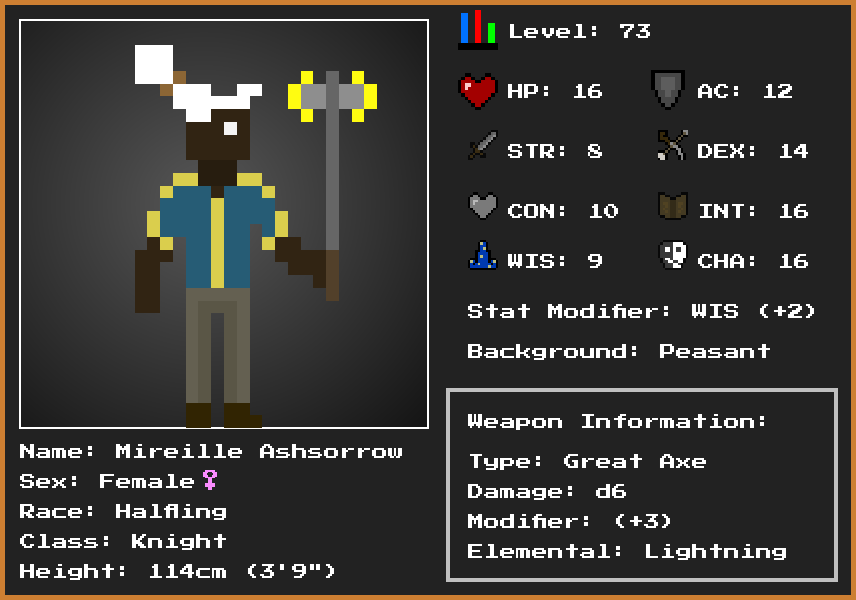 Level: 73
HP: 16
AC: 12
STR: 8
DEX: 14
CON: 10
INT: 16
WIS: 9
CHA: 16
Stat Modifier: WIS (+2)
Background: Peasant
Weapon Information:
Type: Great Axe
Damage: d6
Modifier: (+3)
Elemental: Lightning
Name: Mireille Ashsorrow
Sex: Female♀
Race: Halfling
Class: Knight
Height: 114cm (3'9")